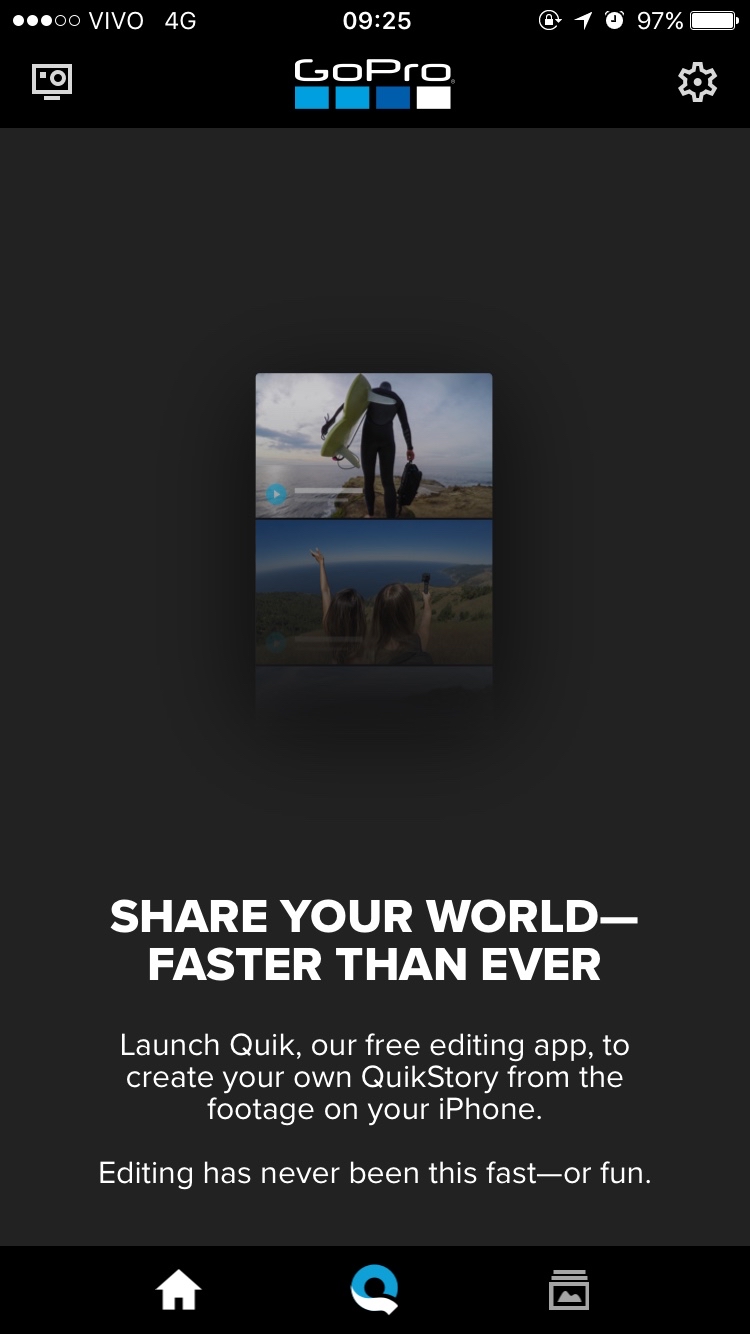 VIVO 4G 09:25 97%
GoPro
SHARE YOUR WORLD—
FASTER THAN EVER
Launch Quik, our free editing app, to
create your own QuikStory from the
footage on your iPhone.
Editing has never been this fast—or fun.